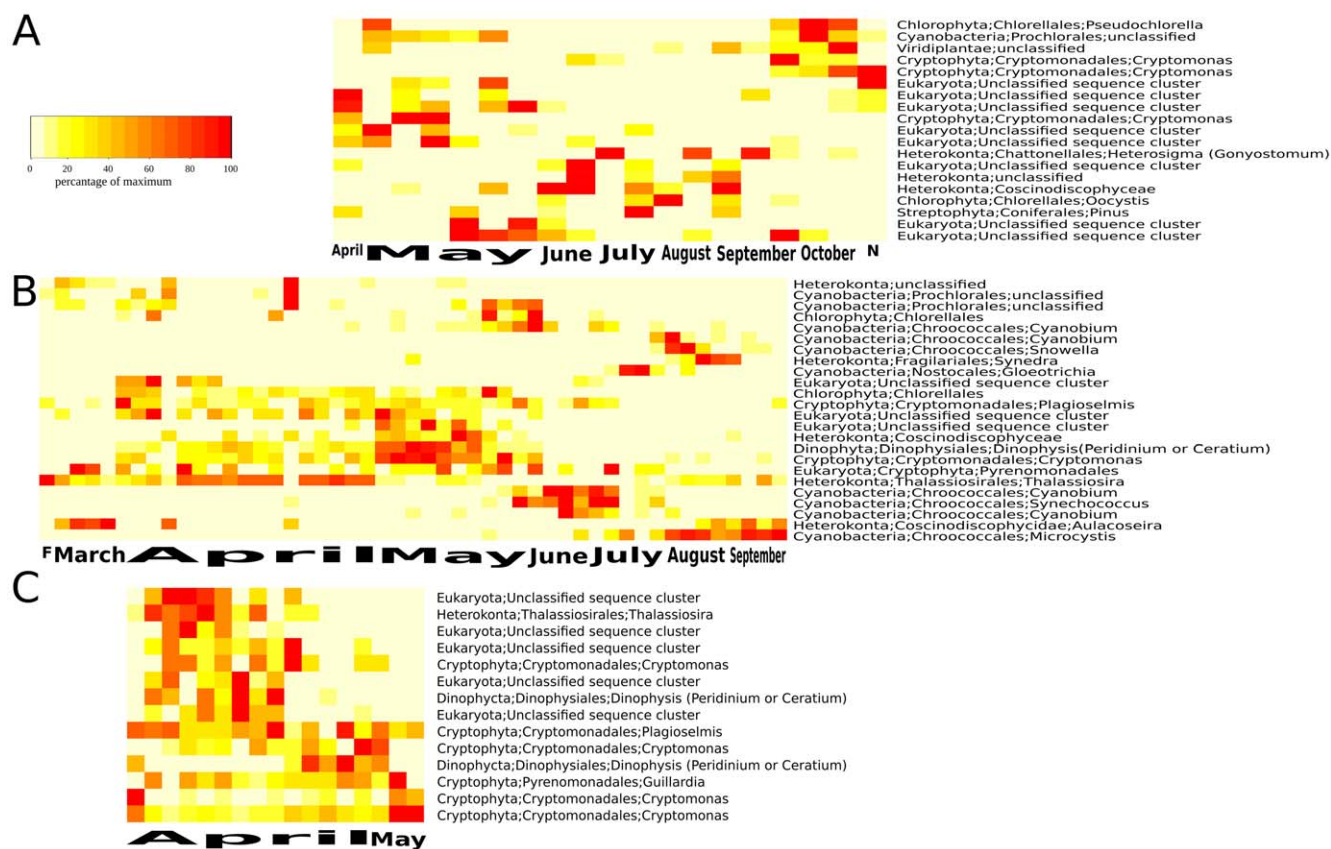 A
Chlorophyta;Chlorellales;Pseudochlorella
Cyanobacteria;Prochlorales;unclassified
Viridiplantae;unclassified
Cryptophyta;Cryptomonadales;Cryptomonas
Cryptophyta;Cryptomonadales;Cryptomonas
Eukaryota;Unclassified sequence cluster
Eukaryota;Unclassified sequence cluster
Eukaryota;Unclassified sequence cluster
Cryptophyta;Cryptomonadales;Cryptomonas
Eukaryota;Unclassified sequence cluster
Eukaryota;Unclassified sequence cluster
Heterokonta;Chattonellales;Heterosigma (Gonyostomum)
Eukaryota;Unclassified sequence cluster
Heterokonta;unclassified
Heterokonta;Coscinodiscophyceae
Chlorophyta;Chlorellales;Oocystis
Streptophyta;Coniferales;Pinus
Eukaryota;Unclassified sequence cluster
Eukaryota;Unclassified sequence cluster
0 20 40 60 80 100
percentage of maximum
April May June July August September October N
B
Heterokonta;unclassified
Cyanobacteria;Prochlorales;unclassified
Cyanobacteria;Prochlorales;unclassified
Chlorophyta;Chlorellales
Cyanobacteria;Chroococcales;Cyanobium
Cyanobacteria;Chroococcales;Cyanobium
Cyanobacteria;Chroococcales;Snowella
Heterokonta;Fragilariales;Synedra
Cyanobacteria;Nostocales;Gloeotrichia
Eukaryota;Unclassified sequence cluster
Chlorophyta;Chlorellales
Cryptophyta;Cryptomonadales;Plagioselmis
Eukaryota;Unclassified sequence cluster
Eukaryota;Unclassified sequence cluster
Heterokonta;Coscinodiscophyceae
Dinophyta;Dinophysiales;Dinophysis(Peridinium or Ceratium)
Cryptophyta;Cryptomonadales;Cryptomonas
Eukaryota;Cryptophyta;Pyrenomonadales
Heterokonta;Thalassiosirales;Thalassiosira
Cyanobacteria;Chroococcales;Cyanobium
Cyanobacteria;Chroococcales;Synechococcus
Cyanobacteria;Chroococcales;Cyanobium
Heterokonta;Coscinodiscophycidae;Aulacoseira
Cyanobacteria;Chroococcales;Microcystis
F March April May June July August September
C
Eukaryota;Unclassified sequence cluster
Heterokonta;Thalassiosirales;Thalassiosira
Eukaryota;Unclassified sequence cluster
Eukaryota;Unclassified sequence cluster
Cryptophyta;Cryptomonadales;Cryptomonas
Eukaryota;Unclassified sequence cluster
Dinophycta;Dinophysiales;Dinophysis (Peridinium or Ceratium)
Eukaryota;Unclassified sequence cluster
Cryptophyta;Cryptomonadales;Plagioselmis
Cryptophyta;Cryptomonadales;Cryptomonas
Dinophycta;Dinophysiales;Dinophysis (Peridinium or Ceratium)
Cryptophyta;Pyrenomonadales;Guillardia
Cryptophyta;Cryptomonadales;Cryptomonas
Cryptophyta;Cryptomonadales;Cryptomonas
April May